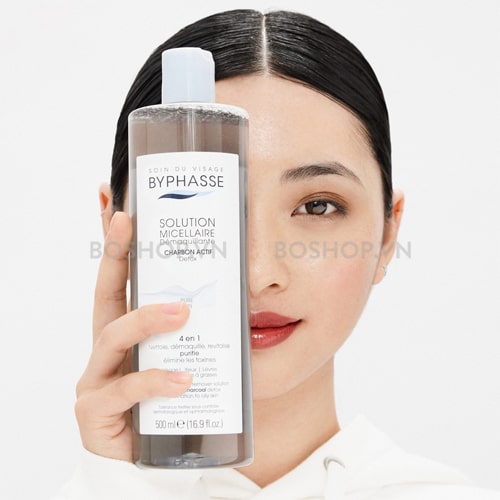 SOIN DU VISAGE
BYPHASSE
SOLUTION
MICELLAIRE
Démaquillante
CHARBON ACTIF
Detox
BOSHOP.VN BOSHOP.VN
4 en 1
démaquille, revitalise
purifie
élimine les toxines
500 ml e (16.9 fl.oz)